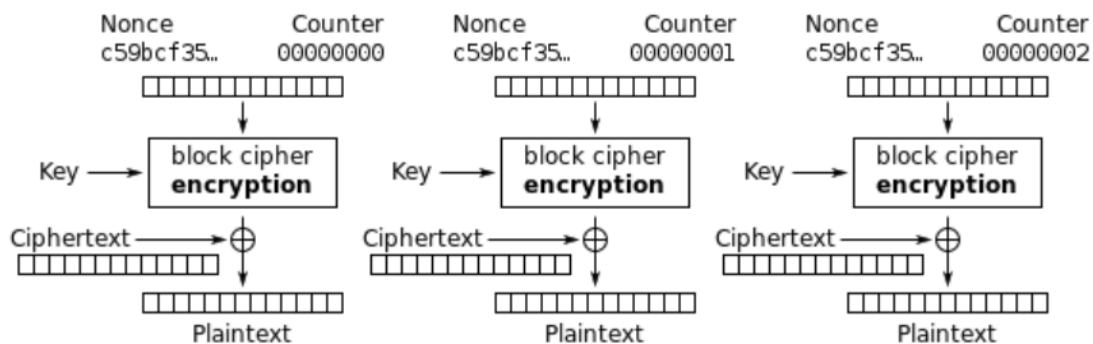 Nonce Counter Nonce Counter Nonce Counter
c59bcf35… 00000000 c59bcf35… 00000001 c59bcf35… 00000002
Key block cipher encryption Key block cipher encryption Key block cipher encryption
Ciphertext Ciphertext Ciphertext
Plaintext Plaintext Plaintext